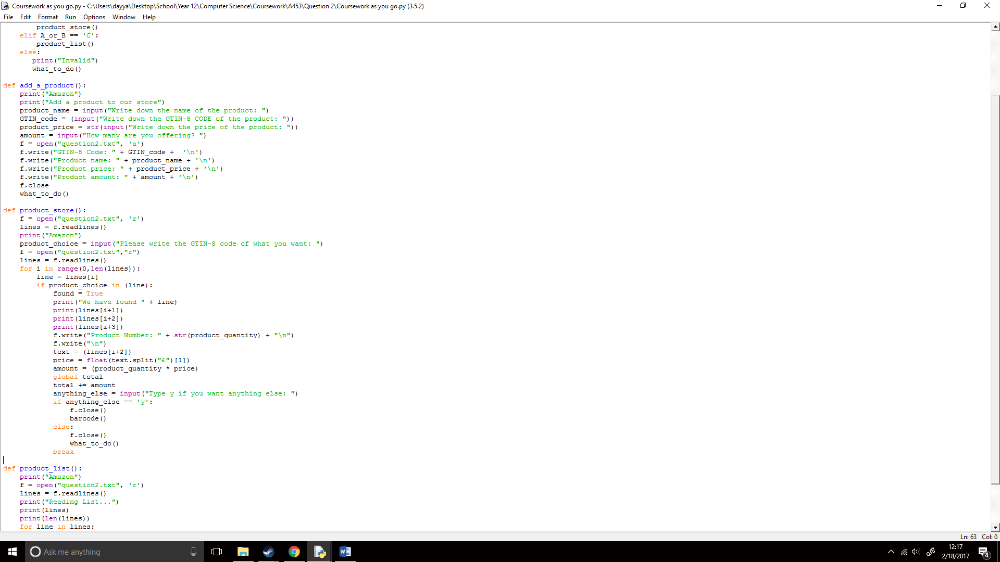 Coursework as you go.py - C:\Users\dayya\Desktop\School\Year 12\Computer Science\Coursework\A453\Question 2\Coursework as you go.py (3.5.2)
File Edit Format Run Options Window Help
        product_store()
    elif A_or_B == 'C':
        product_list()
    else:
       print("Invalid")
       what_to_do()
def add_a_product():
    print("Amazon")
    print("Add a product to our store")
    product_name = input("Write down the name of the product: ")
    GTIN_code = (input("Write down the GTIN-8 CODE of the product: "))
    product_price = str(input("Write down the price of the product: "))
    amount = input("How many are you offering? ")
    f = open("question2.txt", 'a')
    f.write("GTIN-8 Code: " + GTIN_code +  '\n')
    f.write("Product name: " + product_name + '\n')
    f.write("Product price: " + product_price + '\n')
    f.write("Product amount: " + amount + '\n')
    f.close
    what_to_do()
def product_store():
    f = open("question2.txt", 'r')
    lines = f.readlines()
    print("Amazon")
    product_choice = input("Please write the GTIN-8 code of what you want: ")
    f = open("question2.txt","r")
    lines = f.readlines()
    for i in range(0,len(lines)):
        line = lines[i]
        if product_choice in (line):
            found = True
            print("We have found " + line)
            print(lines[i+1])
            print(lines[i+2])
            print(lines[i+3])
            f.write("Product Number: " + str(product_quantity) + "\n")
            f.write("\n")
            text = (lines[i+2])
            price = float(text.split("£")[1])
            amount = (product_quantity * price)
            global total
            total += amount
            anything_else = input("Type y if you want anything else: ")
            if anything_else == 'y':
                f.close()
                barcode()
            else:
                f.close()
                what_to_do()
            break
def product_list():
    print("Amazon")
    f = open("question2.txt", 'r')
    lines = f.readlines()
    print("Reading List...")
    print(lines)
    print(len(lines))
    for line in lines:
Ln: 63 Col: 0
Ask me anything
12:17
2/18/2017
4